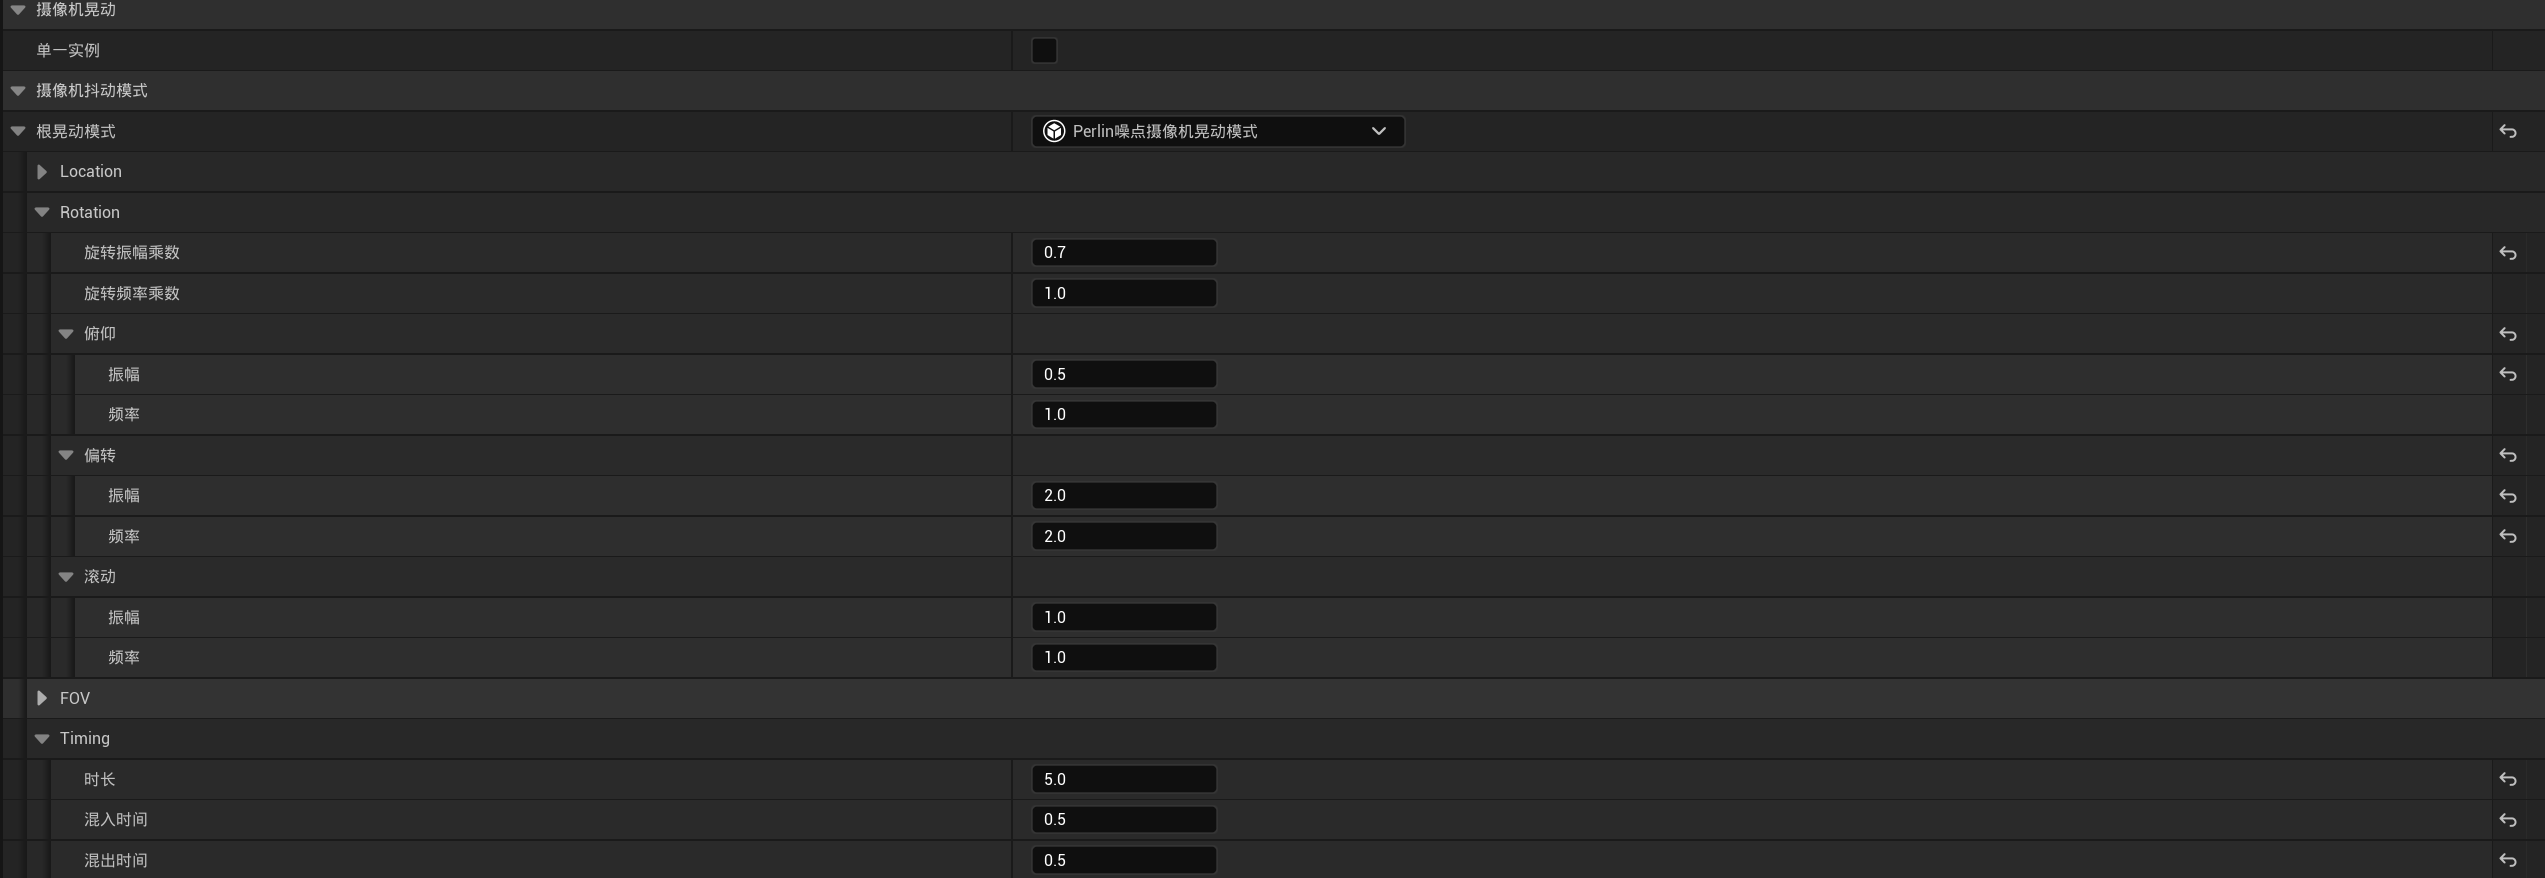 摄像机晃动
单一实例
摄像机抖动模式
根晃动模式 Perlin噪点摄像机晃动模式
Location
Rotation
旋转振幅乘数 0.7
旋转频率乘数 1.0
俯仰
振幅 0.5
频率 1.0
偏转
振幅 2.0
频率 2.0
滚动
振幅 1.0
频率 1.0
FOV
Timing
时长 5.0
混入时间 0.5
混出时间 0.5